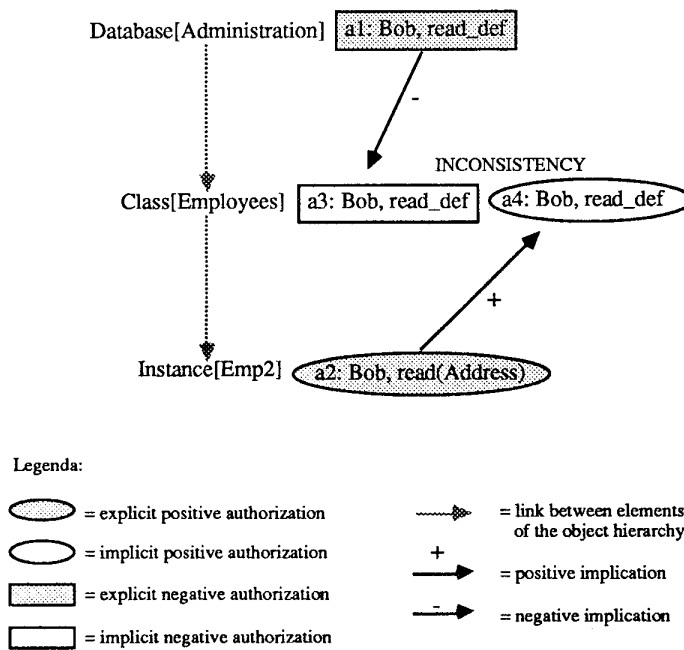 Database[Administration] a1: Bob, read_def
-
INCONSISTENCY
Class[Employees] a3: Bob, read_def a4: Bob, read_def
+
Instance[Emp2] a2: Bob, read(Address)
Legenda:
= explicit positive authorization
= implicit positive authorization
= explicit negative authorization
= implicit negative authorization
= link between elements
of the object hierarchy
+
= positive implication
-
= negative implication